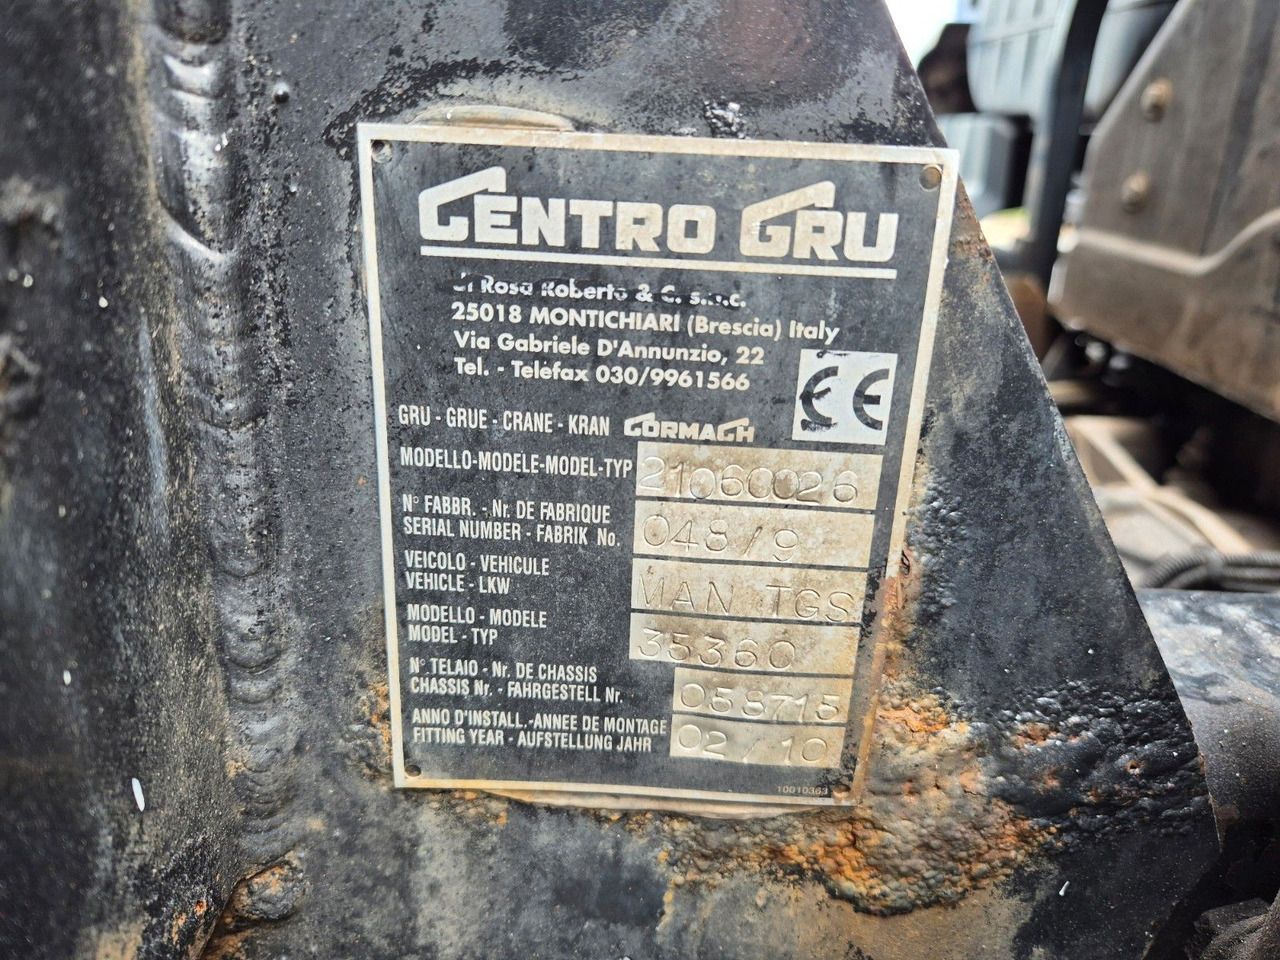 CENTRO GRU
di Rosa Roberto & C. s.n.c.
25018 MONTICHIARI (Brescia) Italy
Via Gabriele D'Annunzio, 22
Tel. - Telefax 030/9961566
CE
GRU - GRUE - CRANE - KRAN CORMACH
MODELLO-MODELE-MODEL-TYP 21060026
N° FABBR. - Nr. DE FABRIQUE
SERIAL NUMBER - FABRIK No. 048/9
VEICOLO - VEHICULE
VEHICLE - LKW MAN TGS
MODELLO - MODELE
MODEL - TYP 35360
N° TELAIO - Nr. DE CHASSIS
CHASSIS Nr. - FAHRGESTELL Nr. 058715
ANNO D'INSTALL.-ANNEE DE MONTAGE
FITTING YEAR - AUFSTELLUNG JAHR 02/10
10010363